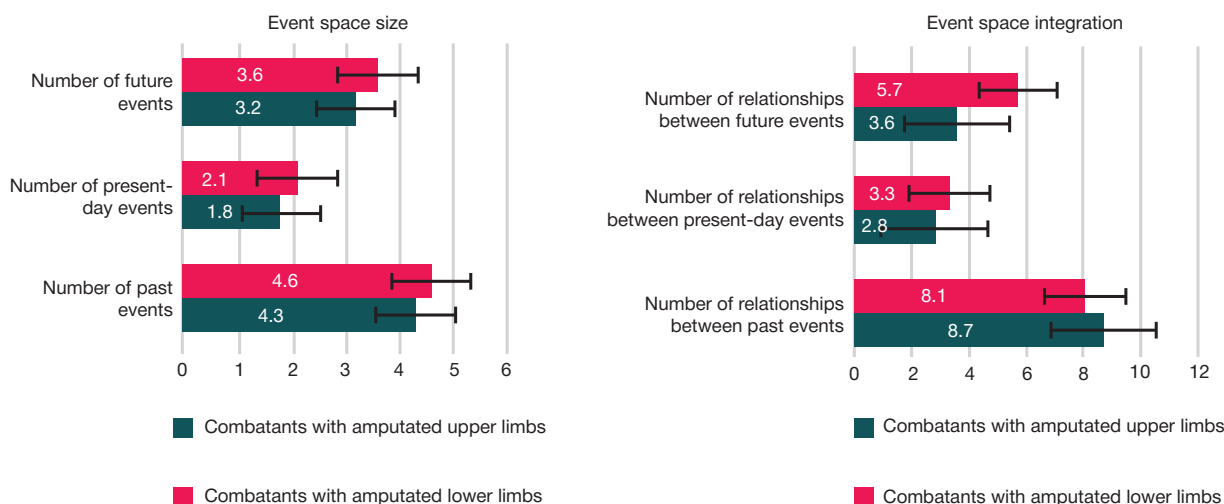 Event space size
Number of future
events
3.6
3.2
Number of present-
day events
2.1
1.8
Number of past
events
4.6
4.3
0 1 2 3 4 5 6
Combatants with amputated upper limbs
Combatants with amputated lower limbs
Event space integration
Number of relationships
between future events
5.7
3.6
Number of relationships
between present-day events
3.3
2.8
Number of relationships
between past events
8.1
8.7
0 2 4 6 8 10 12
Combatants with amputated upper limbs
Combatants with amputated lower limbs